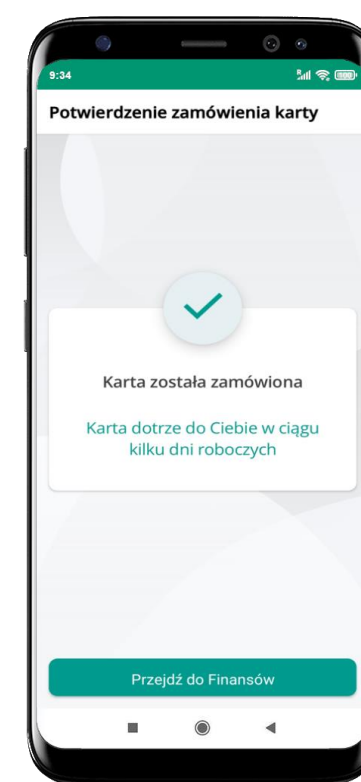 9:34
Potwierdzenie zamówienia karty
Karta została zamówiona
Karta dotrze do Ciebie w ciągu
kilku dni roboczych
Przejdź do Finansów